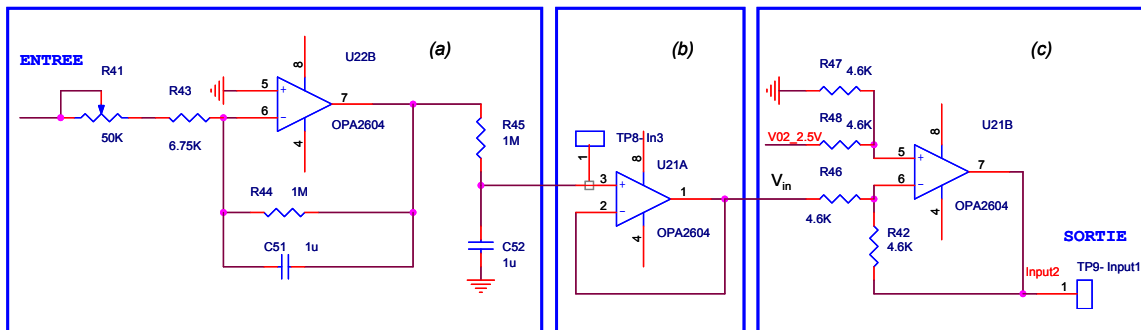 (a)
ENTREE
R41
50K
R43
6.75K
U22B
8
5
+
6
−
7
4
OPA2604
R44
1M
C51
1u
R45
1M
C52
1u
(b)
TP8- In3
1
8
U21A
3
+
2
−
1
4
OPA2604
(c)
R47
4.6K
R48
4.6K
V02_2.5V
Vin
R46
4.6K
R42
4.6K
U21B
8
5
+
6
−
7
4
OPA2604
SORTIE
Input2
1
TP9- Input1